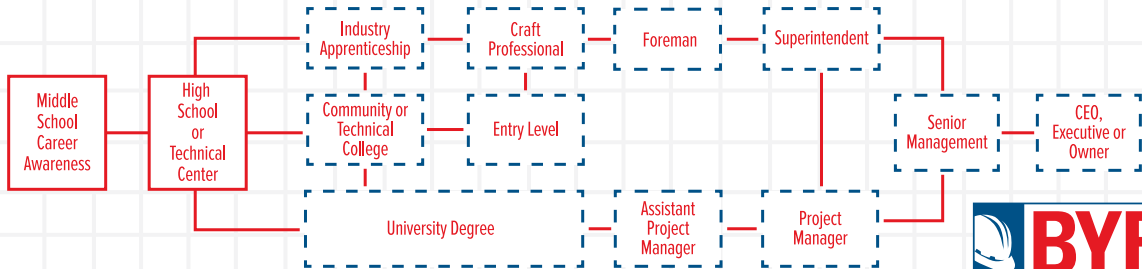 Middle
School
Career
Awareness
High
School
or
Technical
Center
Industry
Apprenticeship
Craft
Professional
Foreman
Superintendent
Community or
Technical
College
Entry Level
Senior
Management
CEO,
Executive or
Owner
University Degree
Assistant
Project
Manager
Project
Manager